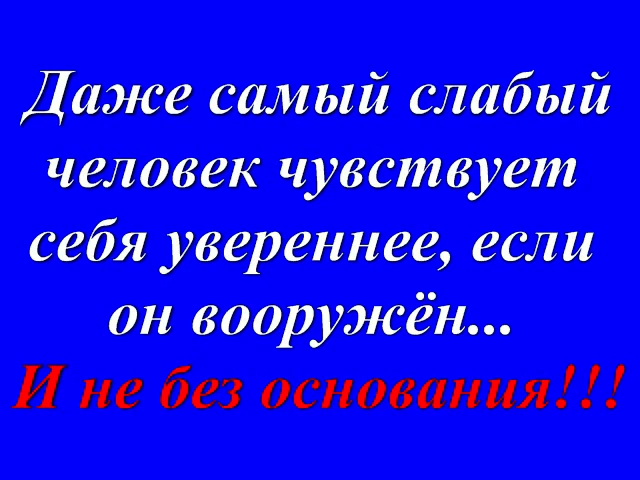 Даже самый слабый
человек чувствует
себя увереннее, если
он вооружён...
И не без основания!!!